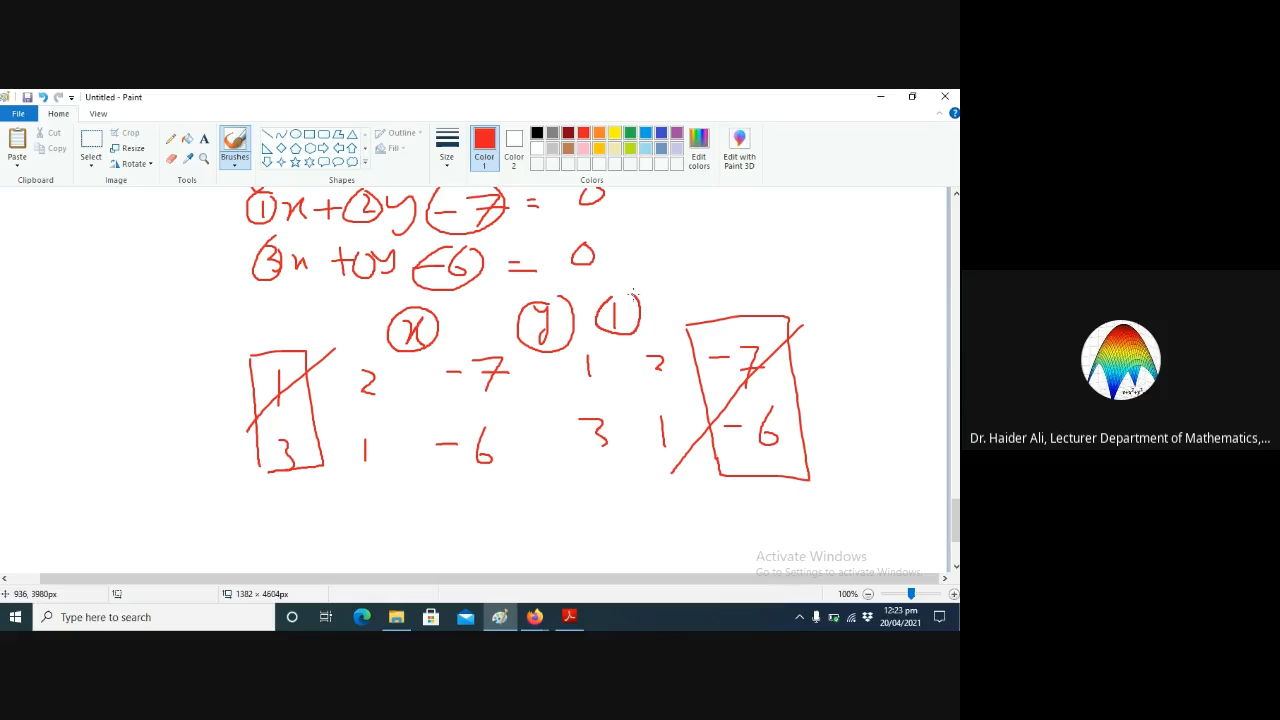 Untitled - Paint
File Home View
Paste Cut Copy Clipboard
Select Crop Resize Rotate Image
Tools
Brushes
Shapes Outline Fill
Size
Color 1
Color 2
Edit colors
Edit with Paint 3D
Colors
1x + 2y - 7 = 0
3x + 1y - 6 = 0
x y 1
1 2 - 7 1 2 - 7
3 1 - 6 3 1 - 6
Activate Windows
Go to Settings to activate Windows.
936, 3980px 1382 × 4604px 100%
Type here to search
12:23 pm
20/04/2021
Dr. Haider Ali, Lecturer Department of Mathematics,...